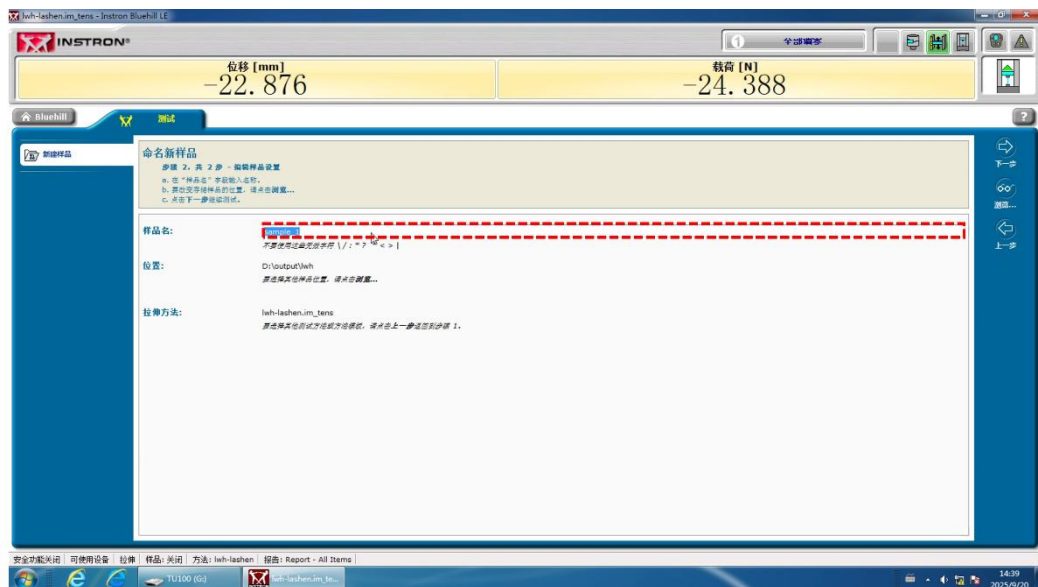 lwh-lashen.im_tens - Instron Bluehill LE
INSTRON®
1
位移 [mm]
-22.876
载荷 [N]
-24.388
Bluehill
测试
?
新建样品
命名新样品
步骤 2，共 2 步 - 编辑样品设置
a. 在 "样品名" 字段输入名称。
b. 要改变存储样品的位置，请点击浏览...
c. 点击下一步继续测试。
下一步
浏览...
上一步
样品名:
sample_1
不要使用这些无效字符 \ / : " ? * < > |
位置:
D:\output\lwh
要选择其他样品位置，请点击浏览...
拉伸方法:
lwh-lashen.im_tens
要选择其他测试方法或方法模板，请点击上一步返回到步骤 1。
安全功能关闭
可使用设备
拉伸
样品: 关闭
方法: lwh-lashen
报告: Report - All Items
TU100 (G:)
lwh-lashen.im_te...
14:39
2025/9/20